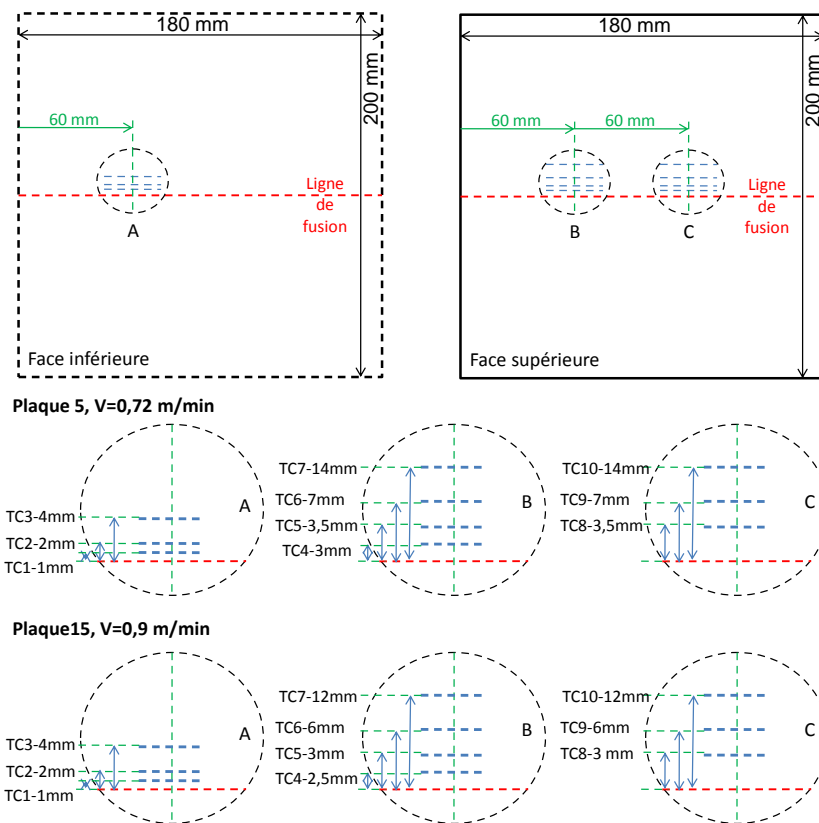 180 mm
200 mm
60 mm
Ligne
de
fusion
A
Face inférieure
180 mm
200 mm
60 mm
60 mm
Ligne
de
fusion
B
C
Face supérieure
Plaque 5, V=0,72 m/min
A
TC3-4mm
TC2-2mm
TC1-1mm
TC7-14mm
B
TC6-7mm
TC5-3,5mm
TC4-3mm
TC10-14mm
C
TC9-7mm
TC8-3,5mm
Plaque15, V=0,9 m/min
A
TC3-4mm
TC2-2mm
TC1-1mm
TC7-12mm
B
TC6-6mm
TC5-3mm
TC4-2,5mm
TC10-12mm
C
TC9-6mm
TC8-3 mm